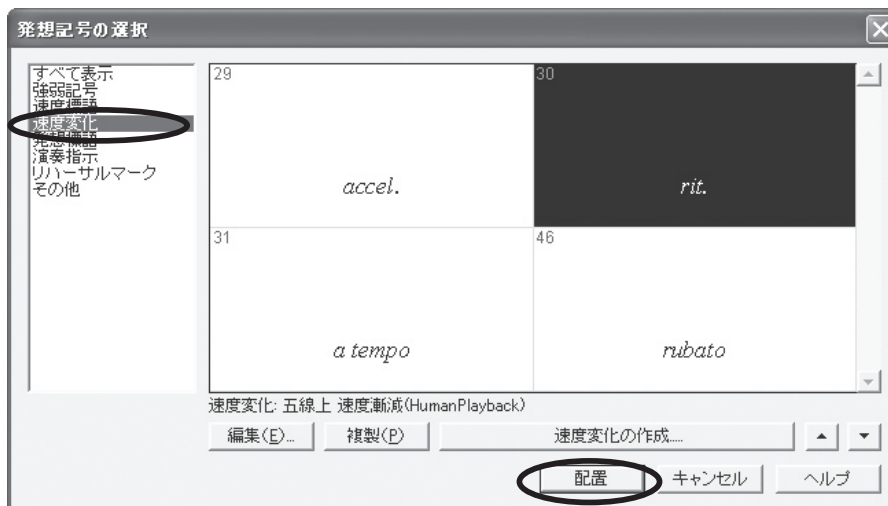 発想記号の選択
すべて表示
強弱記号
速度標語
速度変化
発想標語
演奏指示
リハーサルマーク
その他
29
accel.
30
rit.
31
a tempo
46
rubato
速度変化: 五線上 速度漸減(HumanPlayback)
編集(E)...
複製(P)
速度変化の作成.....
配置
キャンセル
ヘルプ